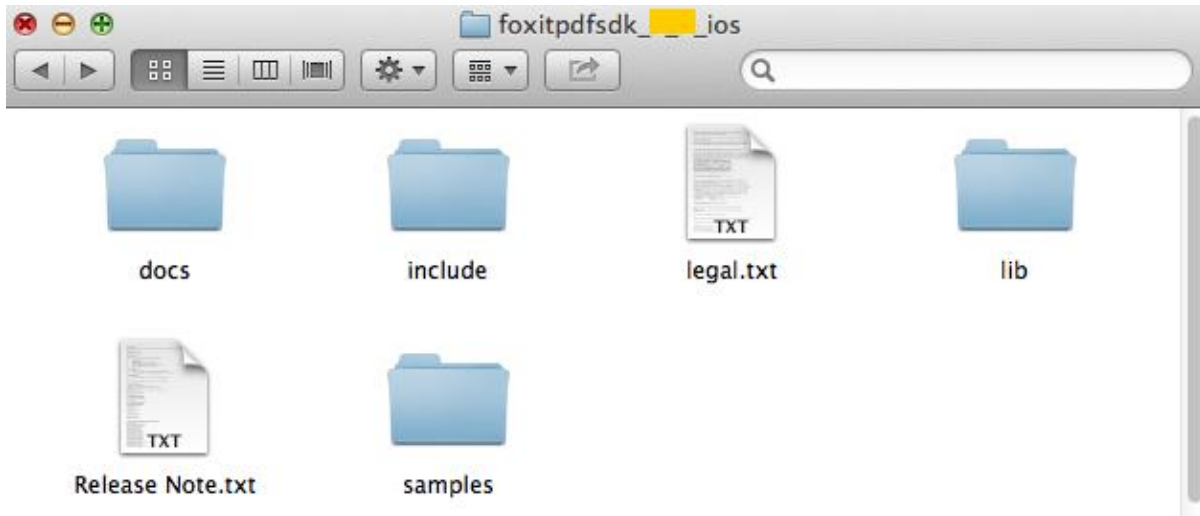 foxitpdfsdk_ _ _ios
docs include legal.txt lib
TXT
Release Note.txt samples
TXT